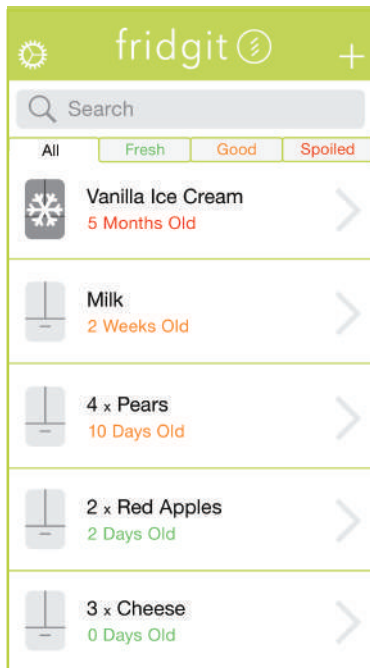 fridgit
Search
All Fresh Good Spoiled
Vanilla Ice Cream
5 Months Old
Milk
2 Weeks Old
4 x Pears
10 Days Old
2 x Red Apples
2 Days Old
3 x Cheese
0 Days Old